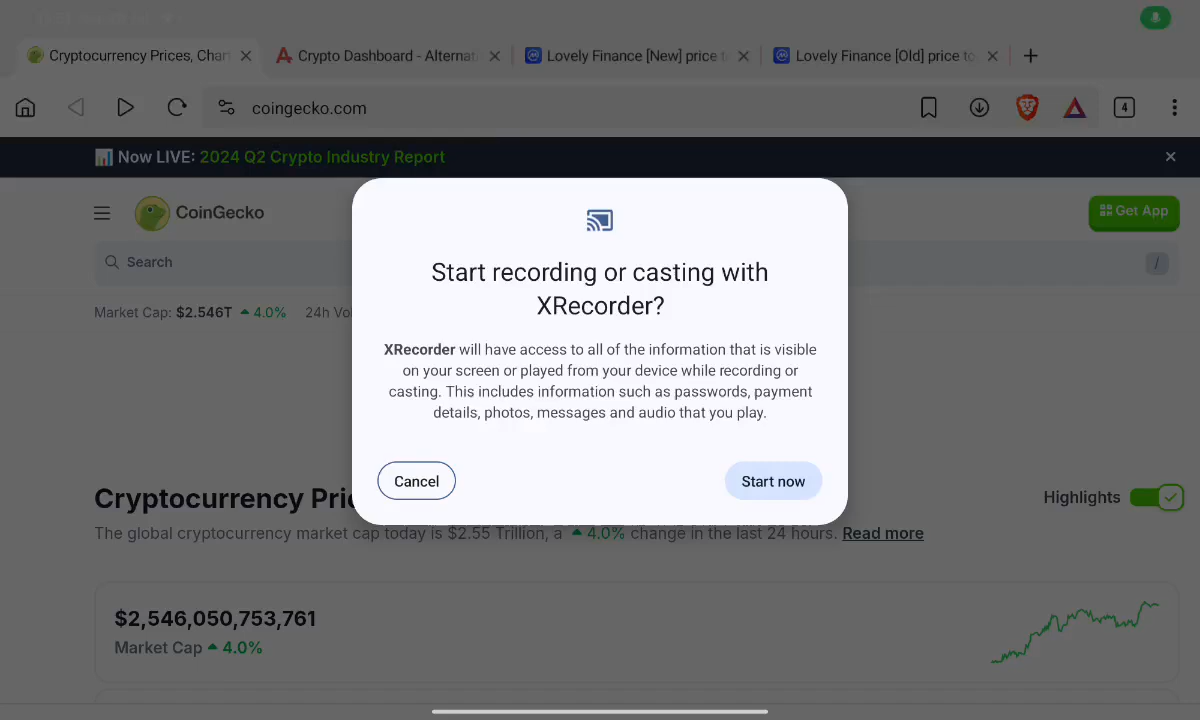 Cryptocurrency Prices, Chart
Crypto Dashboard - Alternati
Lovely Finance [New] price t
Lovely Finance [Old] price to
coingecko.com
4
Now LIVE: 2024 Q2 Crypto Industry Report
CoinGecko
Get App
Search
/
Market Cap: $2.546T 4.0% 24h Vol
Start recording or casting with
XRecorder?
XRecorder will have access to all of the information that is visible
on your screen or played from your device while recording or
casting. This includes information such as passwords, payment
details, photos, messages and audio that you play.
Cancel
Start now
Cryptocurrency Pric
Highlights
The global cryptocurrency market cap today is $2.55 Trillion, a 4.0% change in the last 24 hours. Read more
$2,546,050,753,761
Market Cap 4.0%